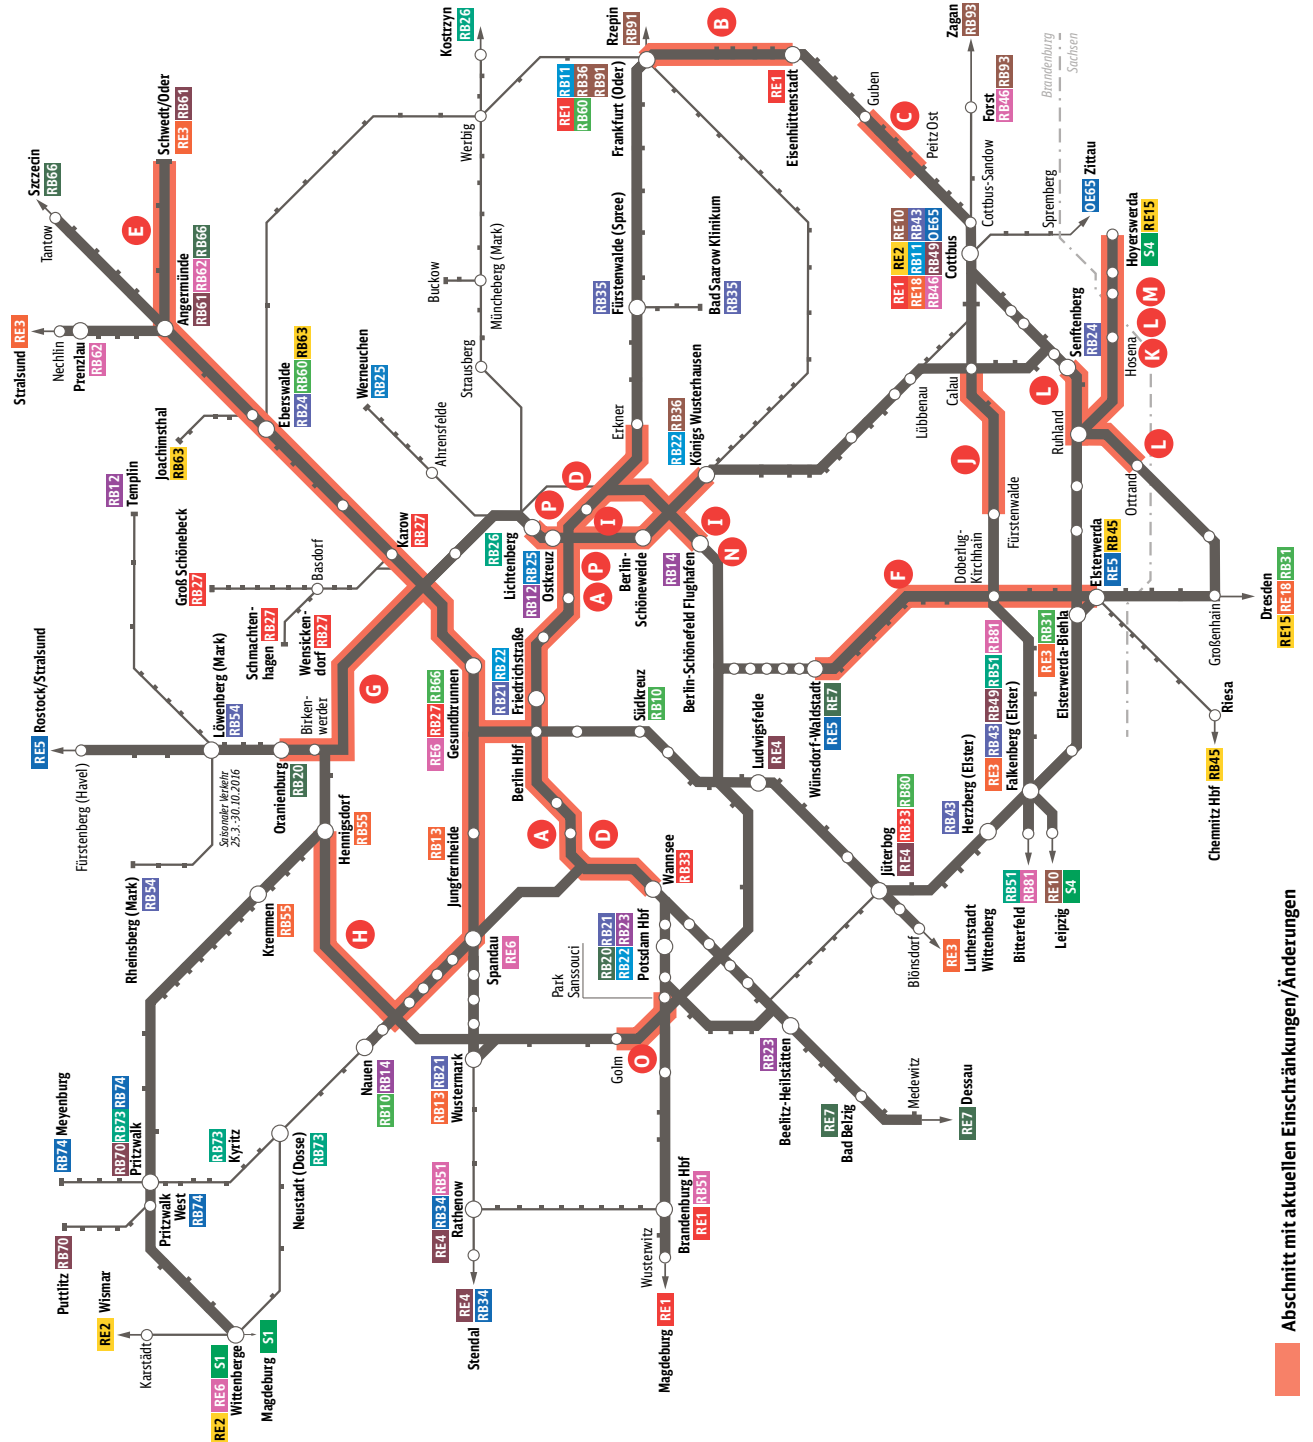 Stralsund
RE3
Nechlin
Prenzlau
RB62
Tantow
Szczecin
RB66
E
Schwedt/Oder
RE3 RB61
Angermünde
RB61 RB62 RB66
Joachimsthal
RB63
Eberswalde
RB24 RB60 RB63
Templin
RB12
Groß Schönebeck
RB27
Basdorf
Schmachten-
hagen RB27
Wensicken-
dorf RB27
Karow
RB27
Werneuchen
RB25
Ahrensfelde
Strausberg
Buckow
Müncheberg (Mark)
Werbig
Kostrzyn
RB26
Rzepin
RB91
RB11
RE1 RB36
RB60 RB91
Frankfurt (Oder)
B
RE1
Eisenhüttenstadt
Guben
C
Peitz Ost
Zagan
RB93
Forst
RB46 RB93
Cottbus-Sandow
Spremberg
Brandenburg
Sachsen
OE65 Zittau
Hoyerswerda
S4 RE15
RE1 RE2 RE10
RE18 RB11 RB43
RB46 RB49 OE65
Cottbus
RB35
Fürstenwalde (Spree)
Bad Saarow Klinikum
RB35
Erkner
RB22 RB36
Königs Wusterhausen
Lübbenau
Calau
Senftenberg
RB24
Hosena
K L M
L
Ruhland
L
Ortrand
J
Fürstenwalde
Doberlug-
Kirchhain
Elsterwerda
RE5 RB45
F
Großenhain
Dresden
RE15 RE18 RB31
RE3 RB31
Elsterwerda-Biehla
Riesa
Chemnitz Hbf RB45
RB26
Lichtenberg
RB12 RB25
Ostkreuz
P
D
I
A P
Berlin-
Schöneweide
I
N
RB14
Berlin-Schönefeld Flughafen
RE5 Rostock/Stralsund
Fürstenberg (Havel)
Löwenberg (Mark)
RB54
Saisonaler Verkehr
25.3.-30.10.2016
Birken-
werder
Oranienburg
RB20
G
Hennigsdorf
RB55
Rheinsberg (Mark)
RB54
Kremmen
RB55
H
RE6 RB27 RB66
Gesundbrunnen
RB21 RB22
Friedrichstraße
Berlin Hbf
Südkreuz
RB10
Ludwigsfelde
RE4
Wünsdorf-Waldstadt
RE5 RE7
RB13
Jungfernheide
A
D
Wannsee
RB33
Spandau
RE6
RB20 RB21
RB22 RB23
Potsdam Hbf
Park
Sanssouci
O
Golm
Jüterbog
RE4 RB33 RB80
RB43
Herzberg (Elster)
RE3 RB43 RB49 RB51 RB81
Falkenberg (Elster)
Blönsdorf
RE3
Lutherstadt
Wittenberg
RB51
RB81
Bitterfeld
RE10
S4
Leipzig
RB23
Beelitz-Heilstätten
RE7
Bad Belzig
Medewitz
RE7 Dessau
RB74 Meyenburg
RB70 RB73 RB74
Pritzwalk
Puttlitz RB70
Pritzwalk
West
RB74
RB73
Kyritz
Neustadt (Dosse)
RB73
Nauen
RB10 RB14
RB13 RB21
Wustermark
RE4 RB34 RB51
Rathenow
RE4
RB34
Stendal
Brandenburg Hbf
RE1 RB51
Wusterwitz
Magdeburg RE1
RE2 Wismar
Karstädt
RE2 RE6 S1
Wittenberge
Magdeburg S1
Abschnitt mit aktuellen Einschränkungen/Änderungen